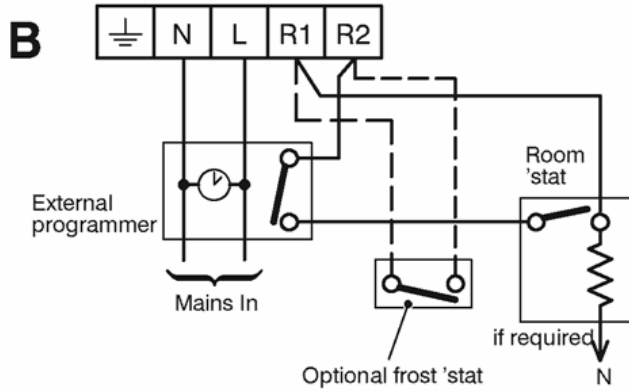 B
N L R1 R2
Room
'stat
External
programmer
Mains In
if required
Optional frost 'stat
N